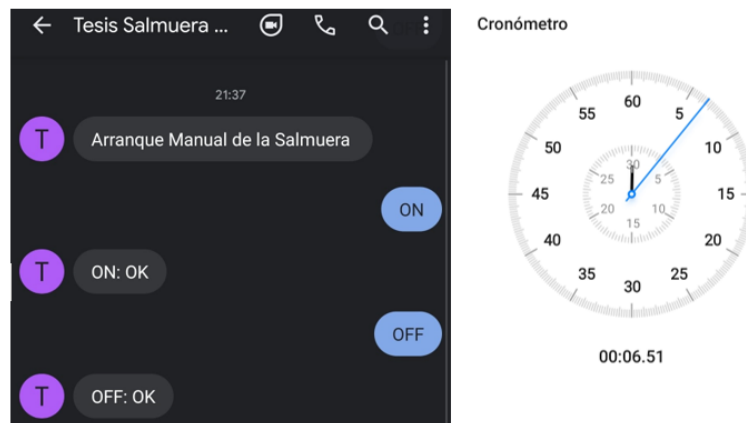 Tesis Salmuera ...
21:37
T
Arranque Manual de la Salmuera
ON
T
ON: OK
OFF
T
OFF: OK
Cronómetro
60
5
10
15
20
25
30
35
40
45
50
55
30
5
10
15
20
25
00:06.51